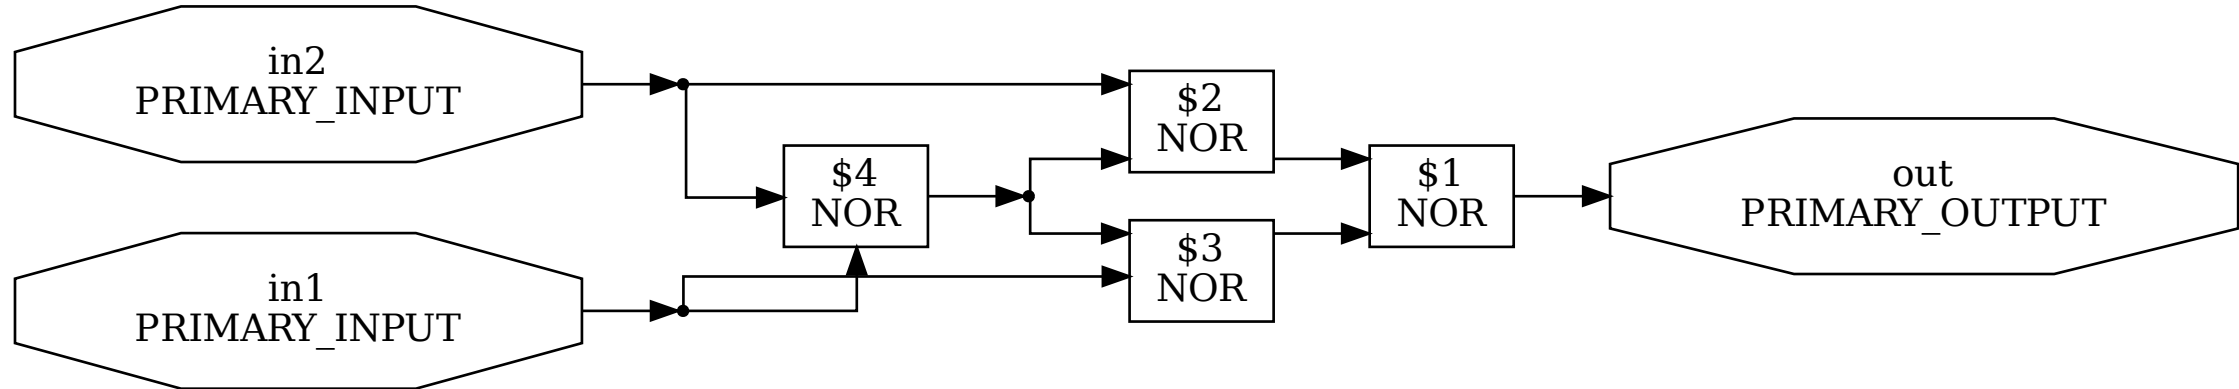 in2
PRIMARY_INPUT
$2
NOR
$4
NOR
$1
NOR
out
PRIMARY_OUTPUT
$3
NOR
in1
PRIMARY_INPUT